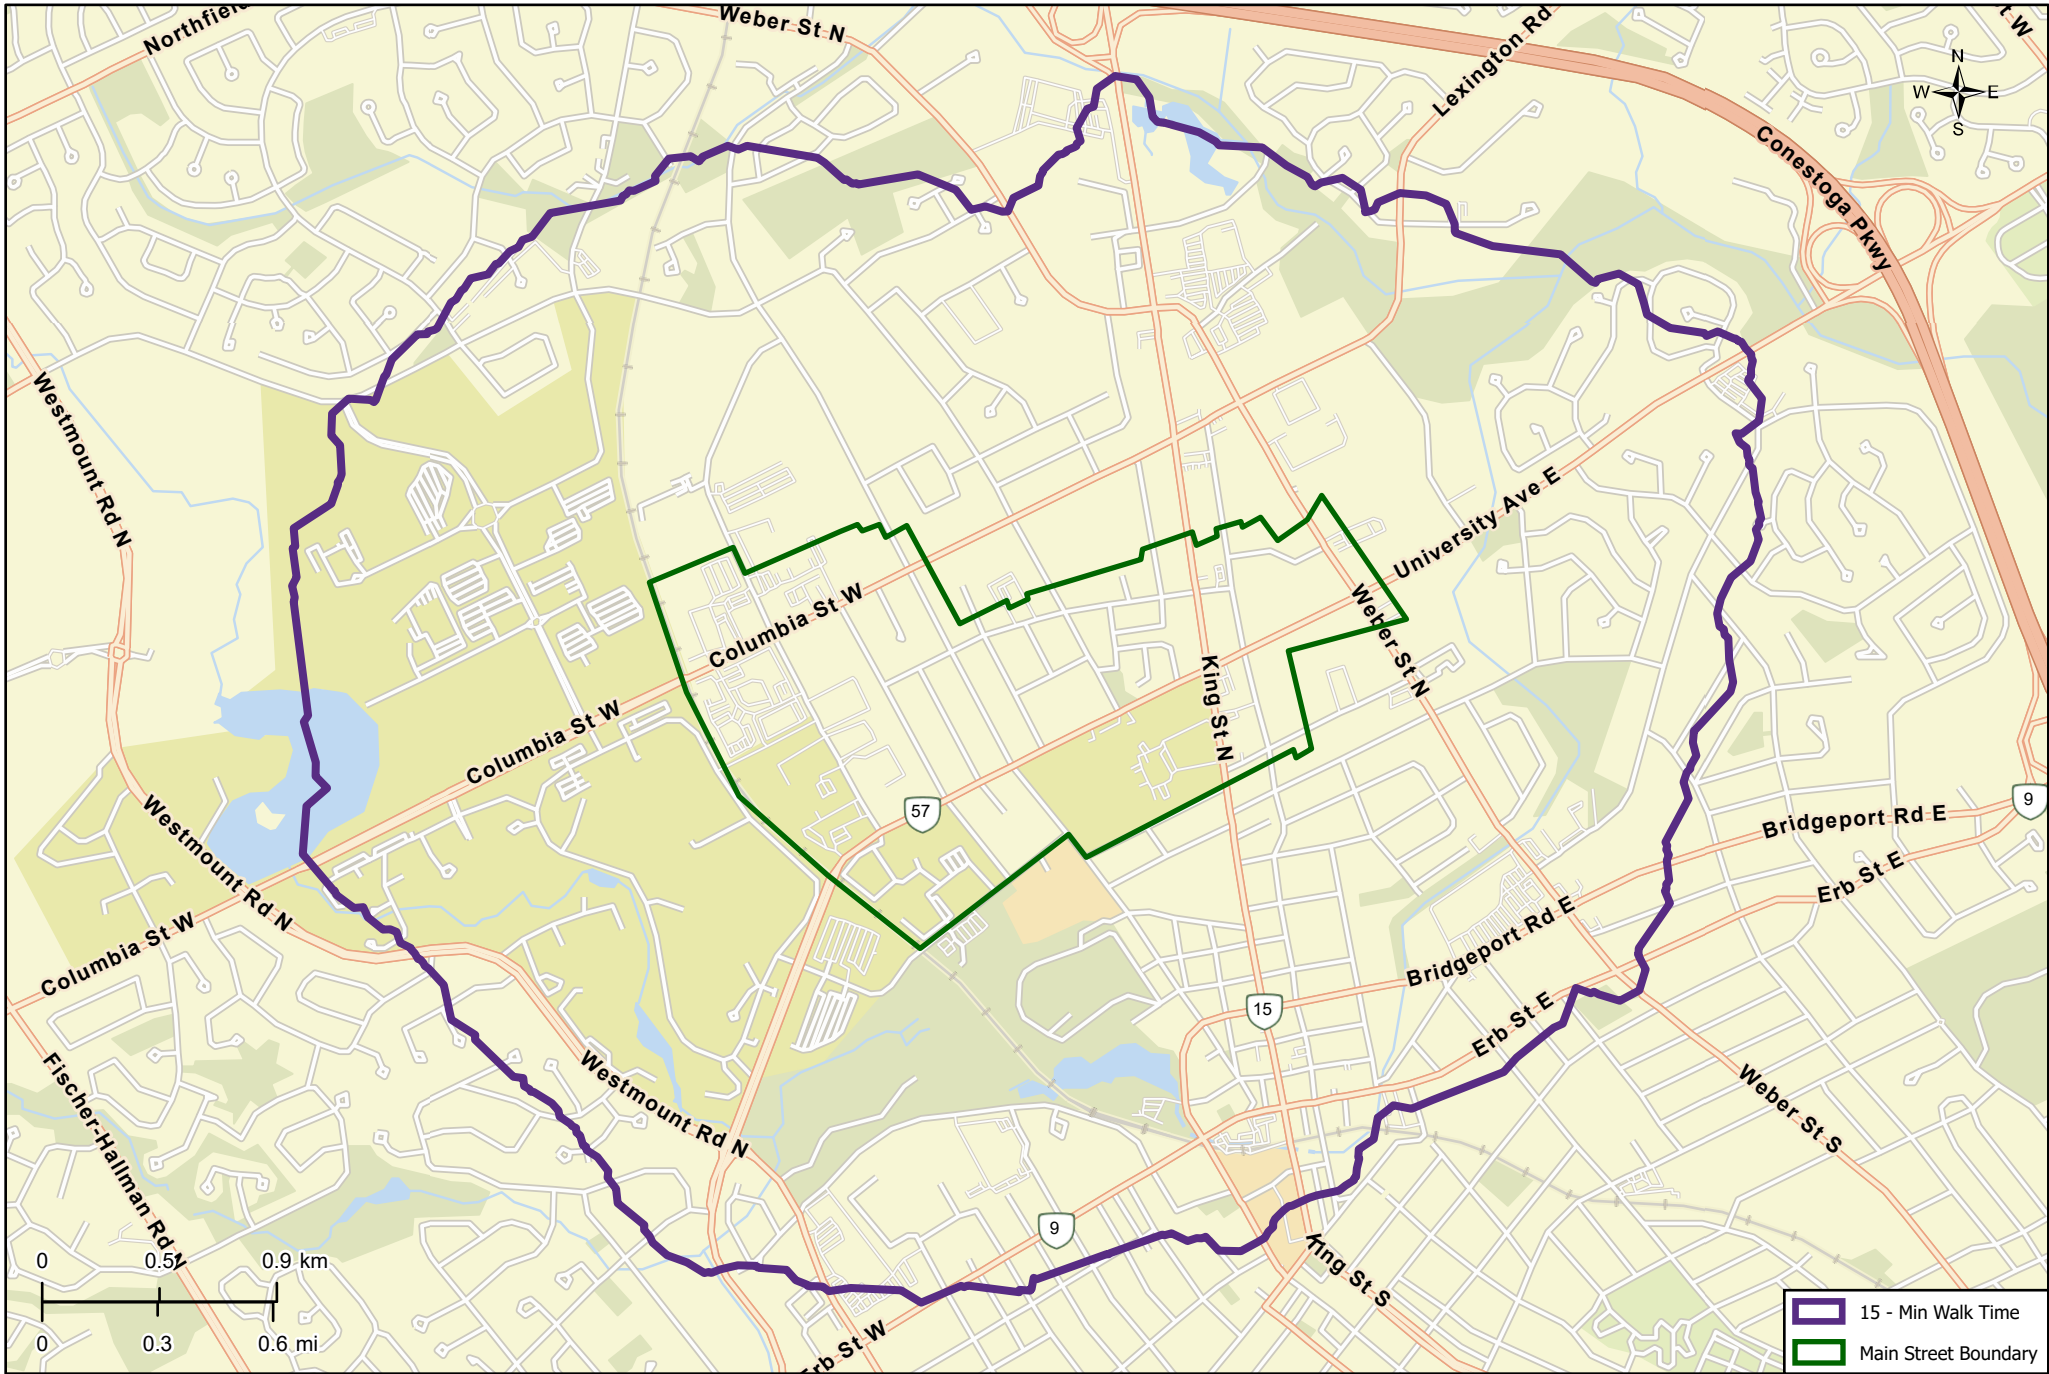 Northfiel
Weber St N
Lexington Rd
t W
N
W E
S
Conestoga Pkwy
Westmount Rd N
University Ave E
Columbia St W
Weber St N
King St N
Columbia St W
57
9
Bridgeport Rd E
Westmount Rd N
Erb St E
Columbia St W
Bridgeport Rd E
15
Erb St E
Westmount Rd N
Fischer-Hallman Rd N
Weber St S
9
King St S
0 0.5 0.9 km
0 0.3 0.6 mi
Erb St W
15 - Min Walk Time
Main Street Boundary